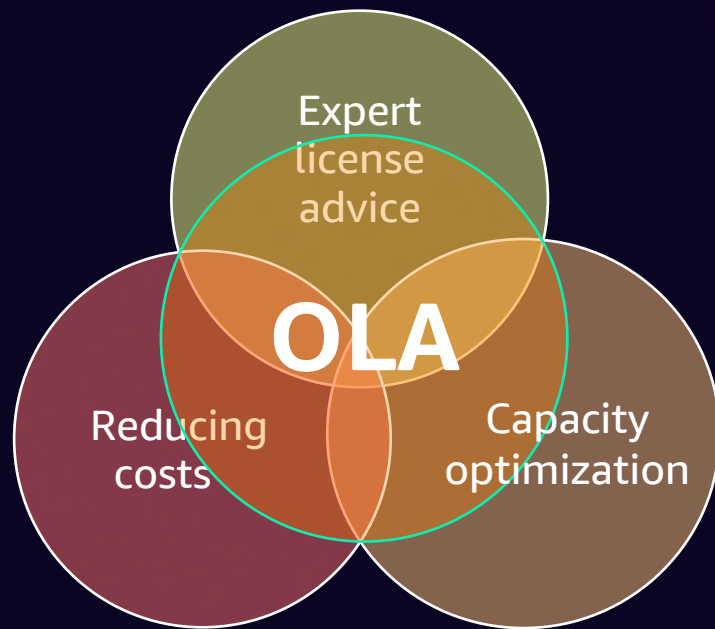 Expert
license
advice
OLA
Reducing
costs
Capacity
optimization